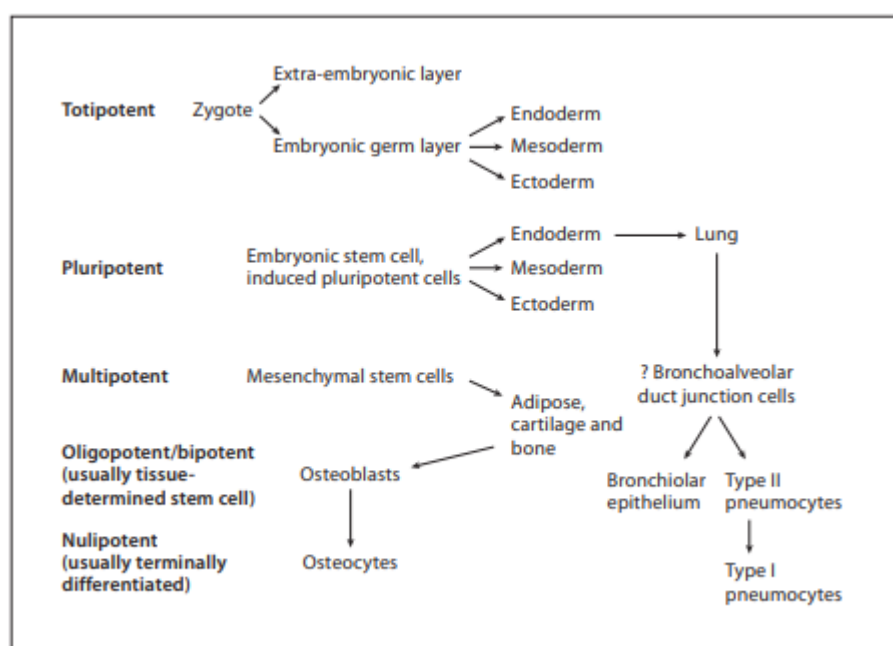 Extra-embryonic layer
Totipotent Zygote
Endoderm
Embryonic germ layer Mesoderm
Ectoderm
Endoderm Lung
Pluripotent
Embryonic stem cell,
induced pluripotent cells
Mesoderm
Ectoderm
Multipotent Mesenchymal stem cells
? Bronchoalveolar
duct junction cells
Adipose,
cartilage and
bone
Oligopotent/bipotent
(usually tissue-
determined stem cell)
Osteoblasts
Bronchiolar
epithelium
Type II
pneumocytes
Nulipotent
(usually terminally
differentiated)
Osteocytes
Type I
pneumocytes